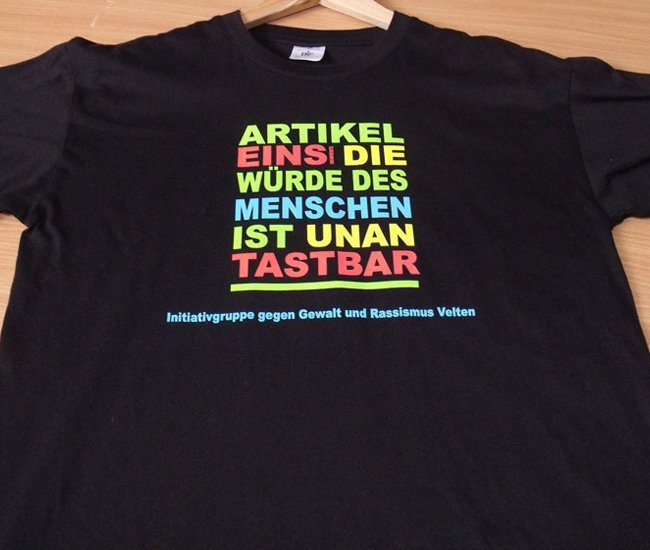 ARTIKEL
EINS! DIE
WÜRDE DES
MENSCHEN
IST UNAN
TASTBAR
Initiativgruppe gegen Gewalt und Rassismus Velten